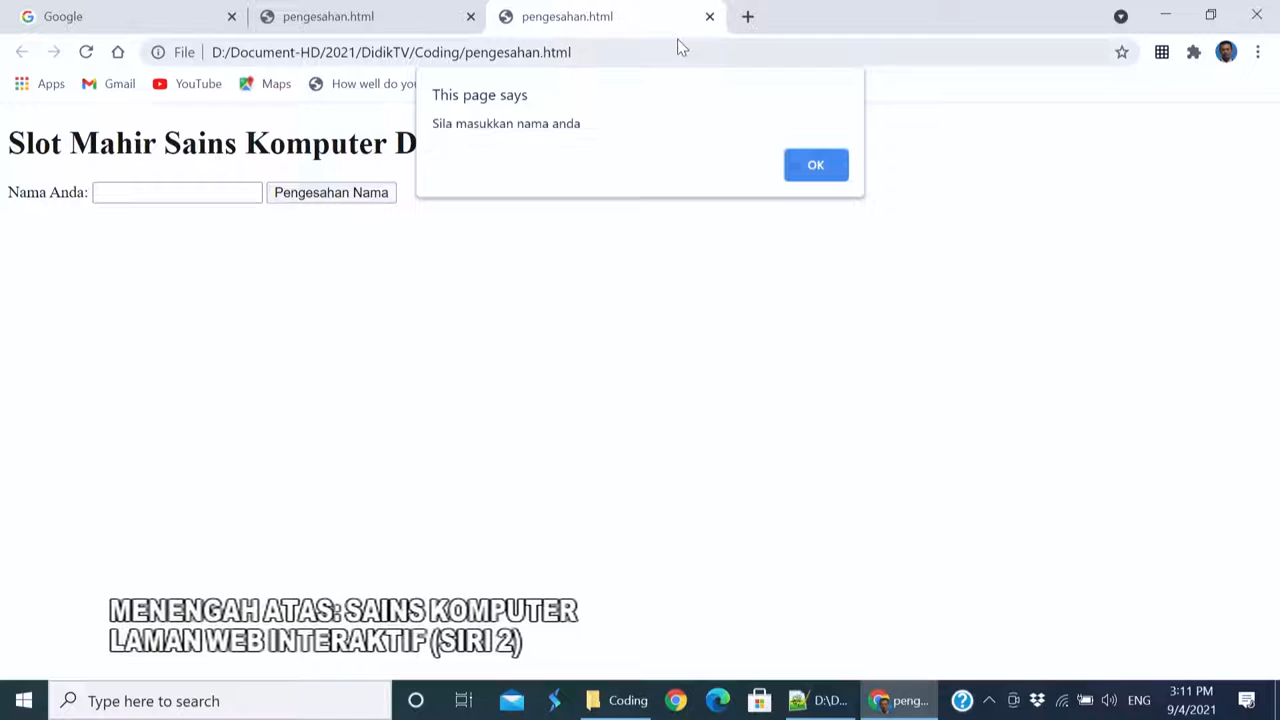 Google
pengesahan.html
pengesahan.html
File
D:/Document-HD/2021/DidikTV/Coding/pengesahan.html
Apps
Gmail
YouTube
Maps
How well do you
This page says
Sila masukkan nama anda
OK
Slot Mahir Sains Komputer D
Nama Anda:
Pengesahan Nama
MENENGAH ATAS: SAINS KOMPUTER
LAMAN WEB INTERAKTIF (SIRI 2)
Type here to search
Coding
D:\D...
peng...
ENG
3:11 PM
9/4/2021